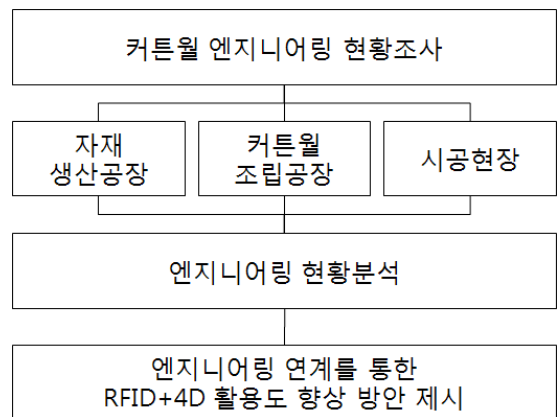 커튼월 엔지니어링 현황조사
자재
생산공장
커튼월
조립공장
시공현장
엔지니어링 현황분석
엔지니어링 연계를 통한
RFID+4D 활용도 향상 방안 제시